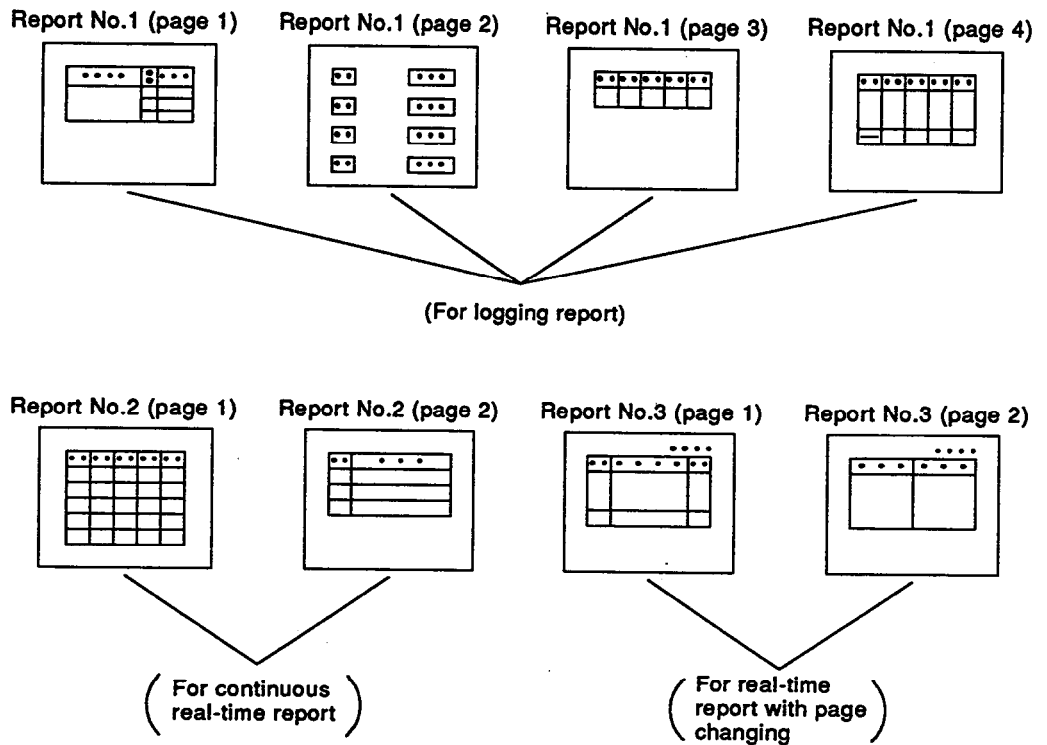 Report No.1 (page 1)
Report No.1 (page 2)
Report No.1 (page 3)
Report No.1 (page 4)
(For logging report)
Report No.2 (page 1)
Report No.2 (page 2)
Report No.3 (page 1)
Report No.3 (page 2)
(For continuous
real-time report)
(For real-time
report with page
changing)